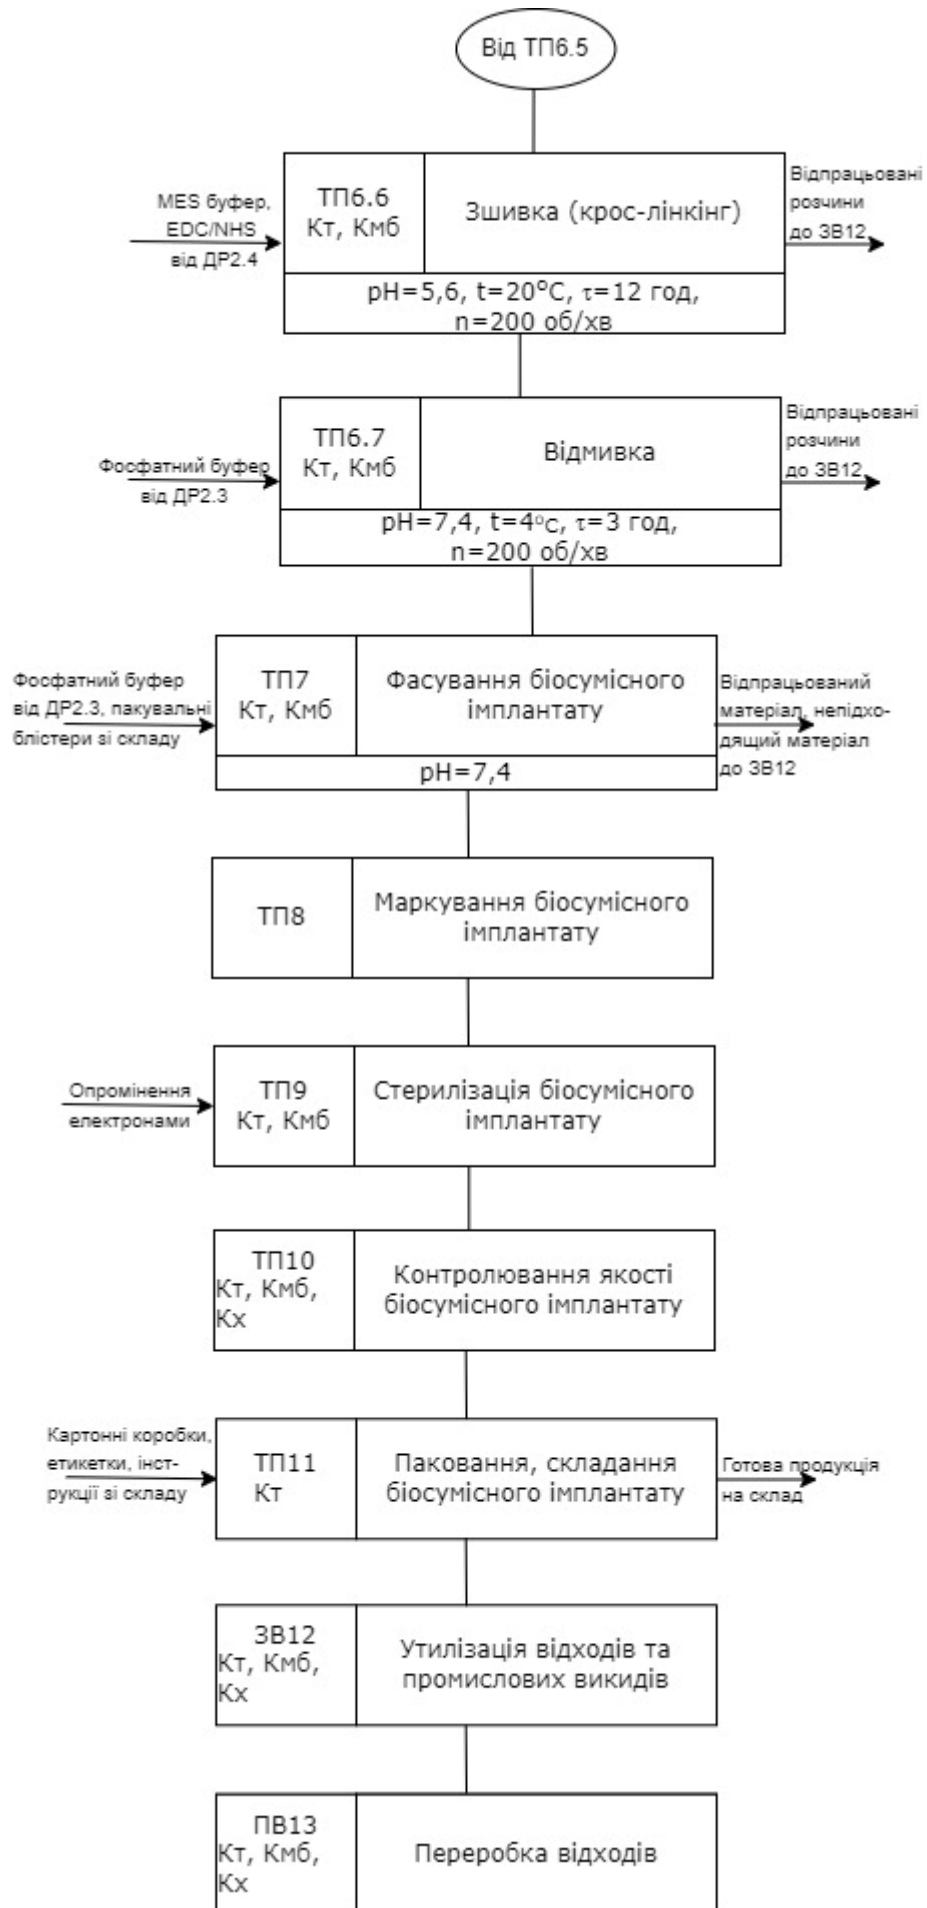 Від ТП6.5
MES буфер,
EDC/NHS
від ДР2.4
ТП6.6
Кт, Кмб
Зшивка (крос-лінкінг)
Відпрацьовані
розчини
до ЗВ12
pH=5,6, t=20°C, τ=12 год,
n=200 об/хв
Фосфатний буфер
від ДР2.3
ТП6.7
Кт, Кмб
Відмивка
Відпрацьовані
розчини
до ЗВ12
pH=7,4, t=4°C, τ=3 год,
n=200 об/хв
Фосфатний буфер
від ДР2.3, пакувальні
блістери зі складу
ТП7
Кт, Кмб
Фасування біосумісного
імплантату
Відпрацьований
матеріал, непідхо-
дящий матеріал
до ЗВ12
pH=7,4
ТП8
Маркування біосумісного
імплантату
Опромінення
електронами
ТП9
Кт, Кмб
Стерилізація біосумісного
імплантату
ТП10
Кт, Кмб,
Кх
Контролювання якості
біосумісного імплантату
Картонні коробки,
етикетки, інст-
рукції зі складу
ТП11
Кт
Паковання, складання
біосумісного імплантату
Готова продукція
на склад
ЗВ12
Кт, Кмб,
Кх
Утилізація відходів та
промислових викидів
ПВ13
Кт, Кмб,
Кх
Переробка відходів